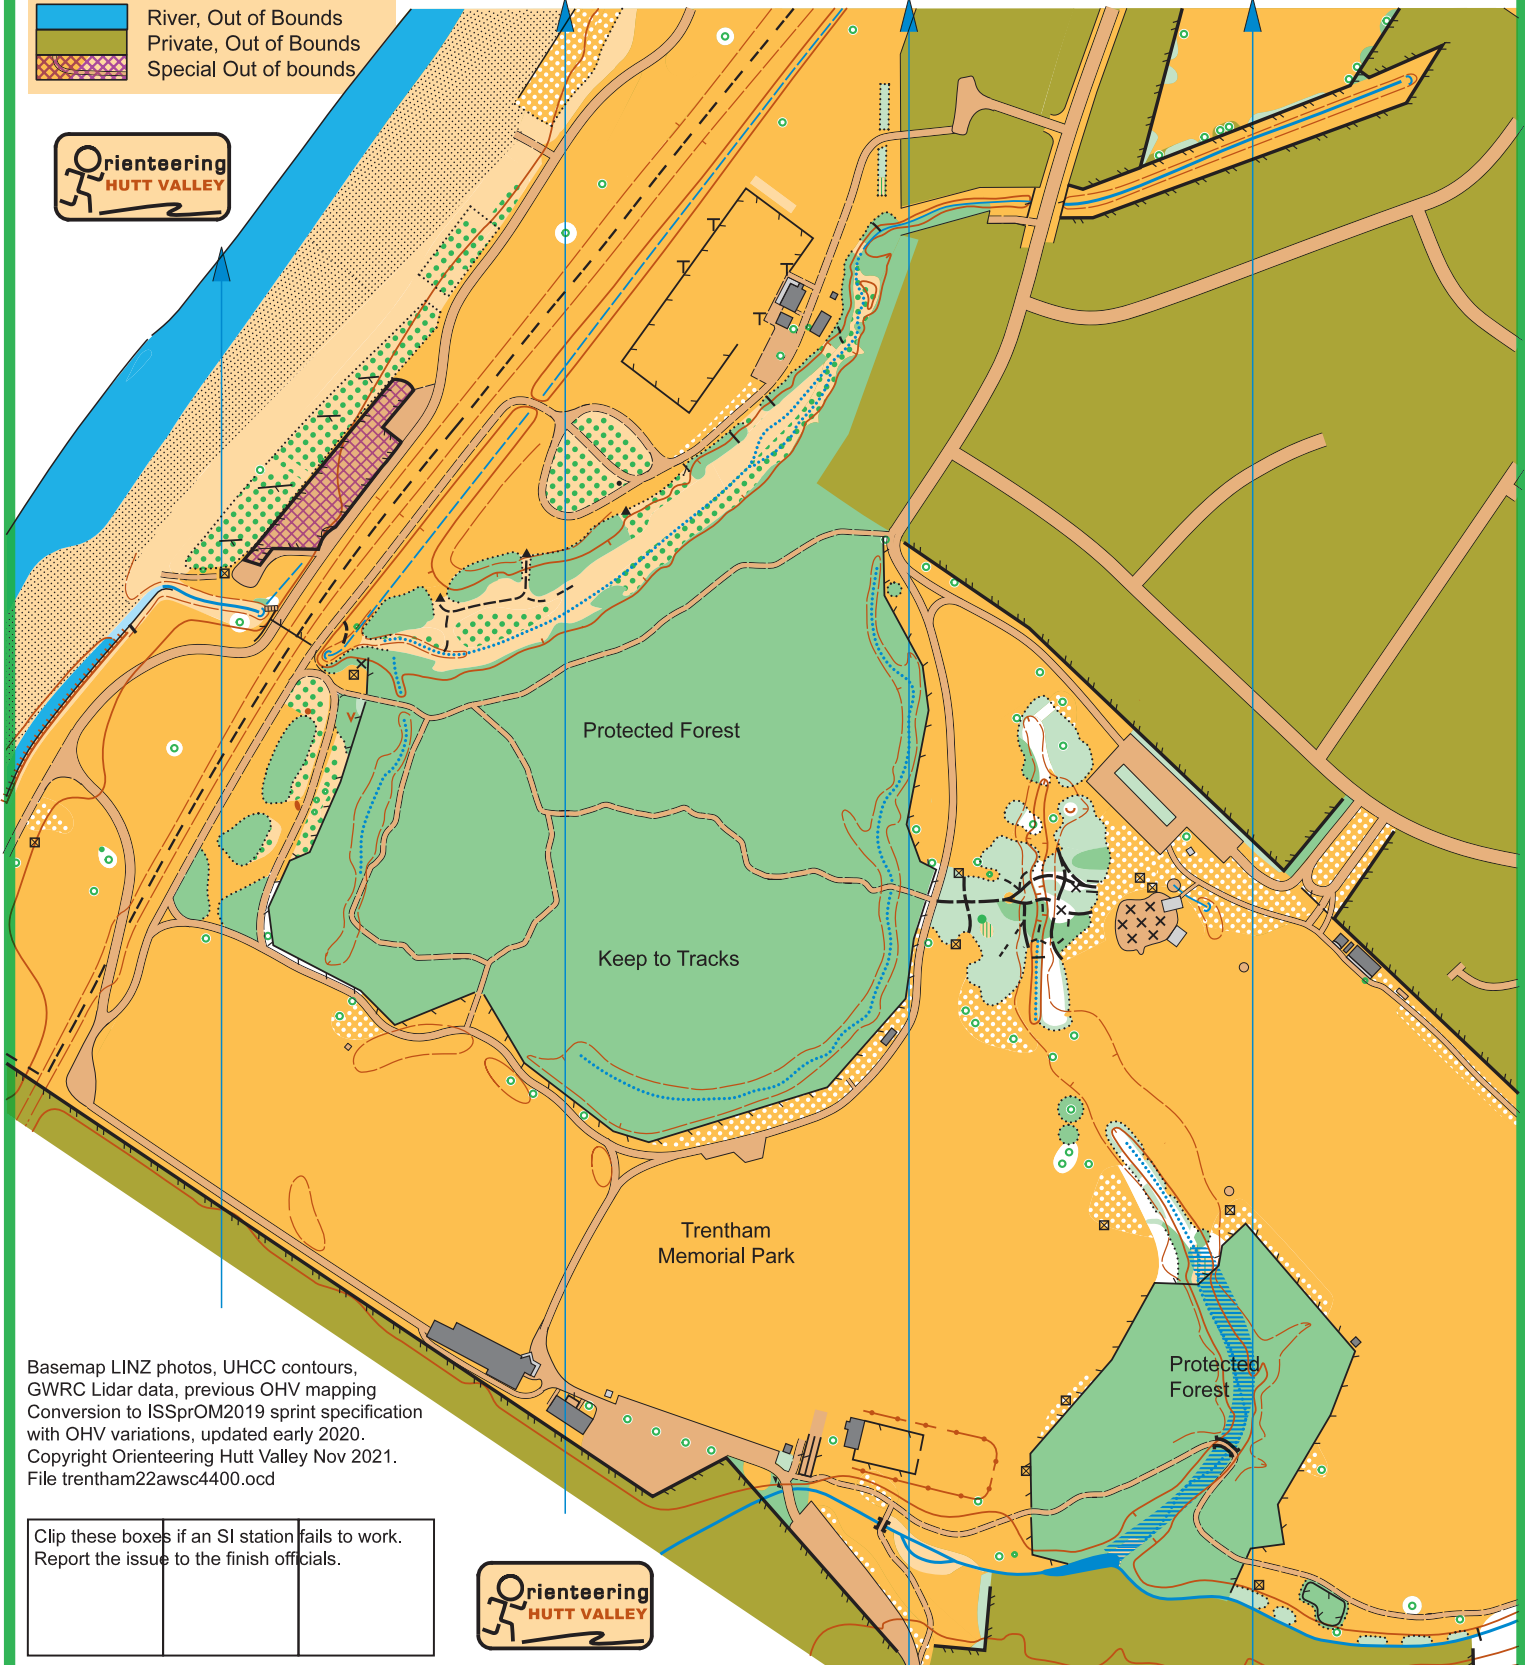 River, Out of Bounds
Private, Out of Bounds
Special Out of bounds
Orienteering
HUTT VALLEY
Protected Forest
Keep to Tracks
Trentham
Memorial Park
Protected
Forest
Basemap LINZ photos, UHCC contours,
GWRC Lidar data, previous OHV mapping
Conversion to ISSprOM2019 sprint specification
with OHV variations, updated early 2020.
Copyright Orienteering Hutt Valley Nov 2021.
File trentham22awsc4400.ocd
Clip these boxes if an SI station fails to work.
Report the issue to the finish officials.
Orienteering
HUTT VALLEY